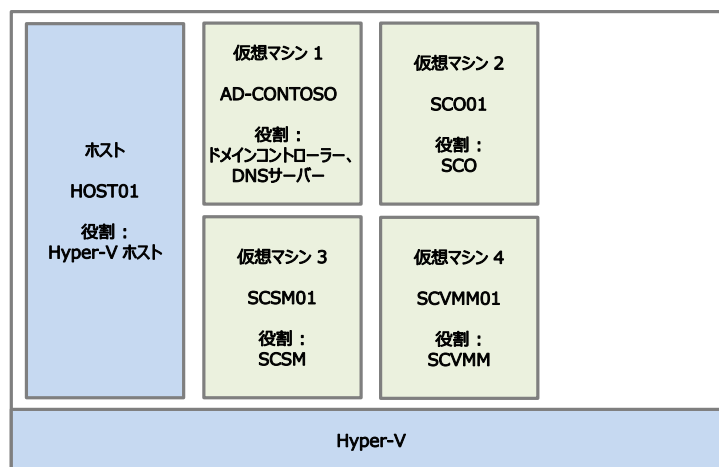 ホスト
HOST01
役割：
Hyper-V ホスト
仮想マシン 1
AD-CONTOSO
役割：
ドメインコントローラー、
DNSサーバー
仮想マシン 2
SCO01
役割：
SCO
仮想マシン 3
SCSM01
役割：
SCSM
仮想マシン 4
SCVMM01
役割：
SCVMM
Hyper-V